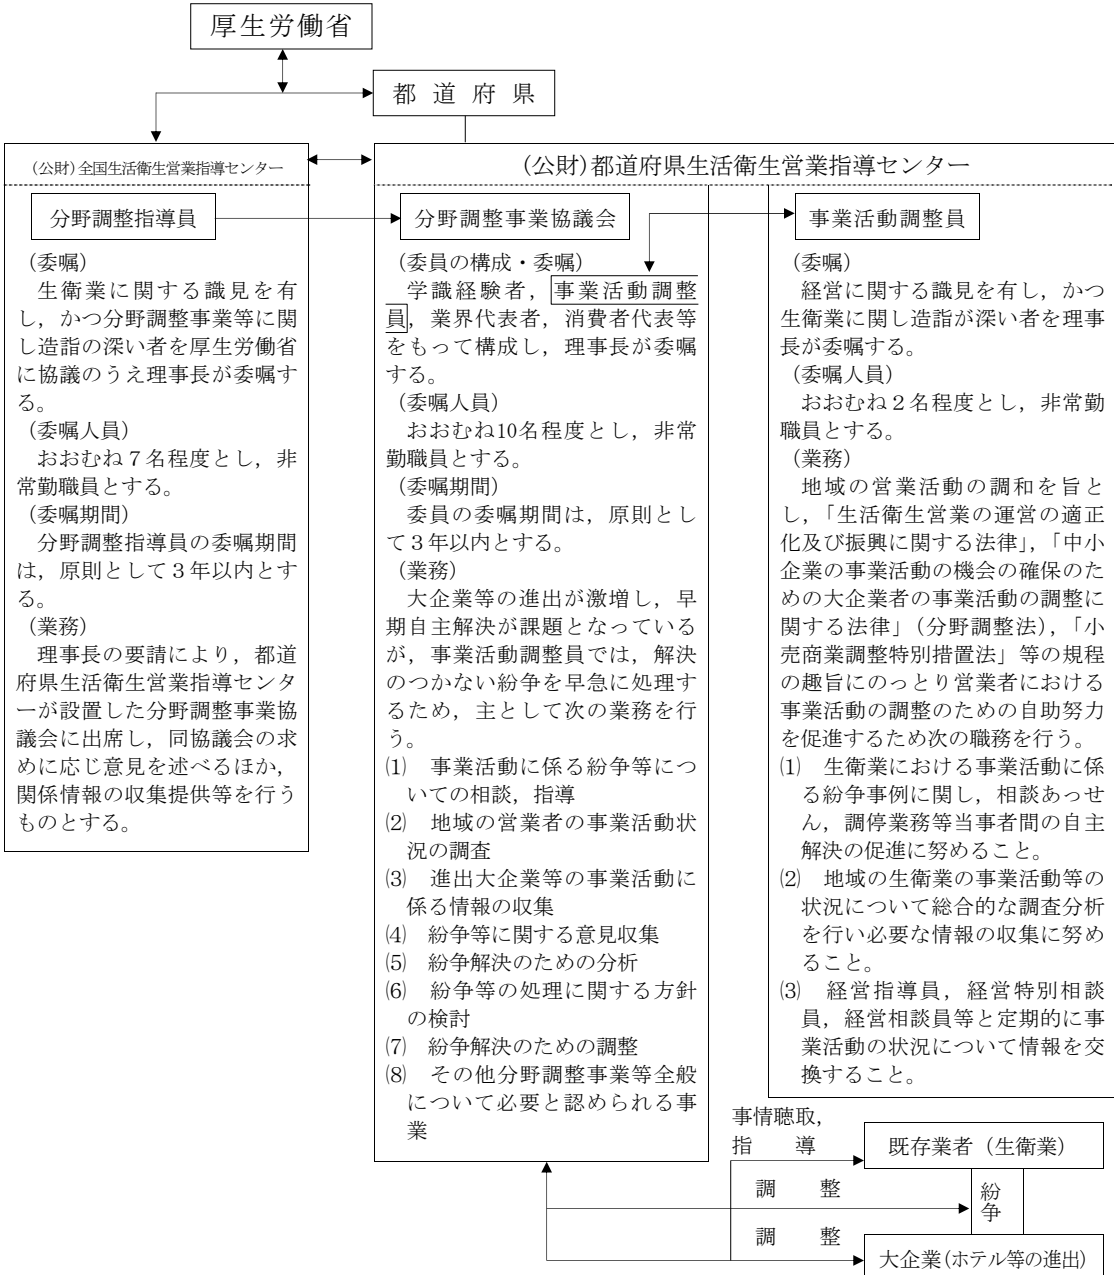 厚生労働省
都道府県
(公財)全国生活衛生営業指導センター
分野調整指導員
（委嘱）
生衛業に関する識見を有
し，かつ分野調整事業等に関
し造詣の深い者を厚生労働省
に協議のうえ理事長が委嘱す
る。
（委嘱人員）
おおむね７名程度とし，非
常勤職員とする。
（委嘱期間）
分野調整指導員の委嘱期間
は，原則として３年以内とす
る。
（業務）
理事長の要請により，都道
府県生活衛生営業指導センタ
ーが設置した分野調整事業協
議会に出席し，同協議会の求
めに応じ意見を述べるほか，
関係情報の収集提供等を行う
ものとする。
(公財)都道府県生活衛生営業指導センター
分野調整事業協議会
（委員の構成・委嘱）
学識経験者，事業活動調整
員，業界代表者，消費者代表等
をもって構成し，理事長が委嘱
する。
（委嘱人員）
おおむね10名程度とし，非常
勤職員とする。
（委嘱期間）
委員の委嘱期間は，原則とし
て３年以内とする。
（業務）
大企業等の進出が激増し，早
期自主解決が課題となっている
が，事業活動調整員では，解決
のつかない紛争を早急に処理す
るため，主として次の業務を行
う。
⑴　事業活動に係る紛争等につ
いての相談，指導
⑵　地域の営業者の事業活動状
況の調査
⑶　進出大企業等の事業活動に
係る情報の収集
⑷　紛争等に関する意見収集
⑸　紛争解決のための分析
⑹　紛争等の処理に関する方針
の検討
⑺　紛争解決のための調整
⑻　その他分野調整事業等全般
について必要と認められる事
業
事業活動調整員
（委嘱）
経営に関する識見を有し，かつ
生衛業に関し造詣が深い者を理事
長が委嘱する。
（委嘱人員）
おおむね２名程度とし，非常勤
職員とする。
（業務）
地域の営業活動の調和を旨と
し，「生活衛生営業の運営の適正
化及び振興に関する法律」，「中小
企業の事業活動の機会の確保のた
めの大企業者の事業活動の調整に
関する法律」（分野調整法），「小
売商業調整特別措置法」等の規程
の趣旨にのっとり営業者における
事業活動の調整のための自助努力
を促進するため次の職務を行う。
⑴　生衛業における事業活動に係
る紛争事例に関し，相談あっせ
ん，調停業務等当事者間の自主
解決の促進に努めること。
⑵　地域の生衛業の事業活動等の
状況について総合的な調査分析
を行い必要な情報の収集に努め
ること。
⑶　経営指導員，経営特別相談
員，経営相談員等と定期的に事
業活動の状況について情報を交
換すること。
事情聴取，
指　導
既存業者（生衛業）
調　整
紛争
調　整
大企業(ホテル等の進出)